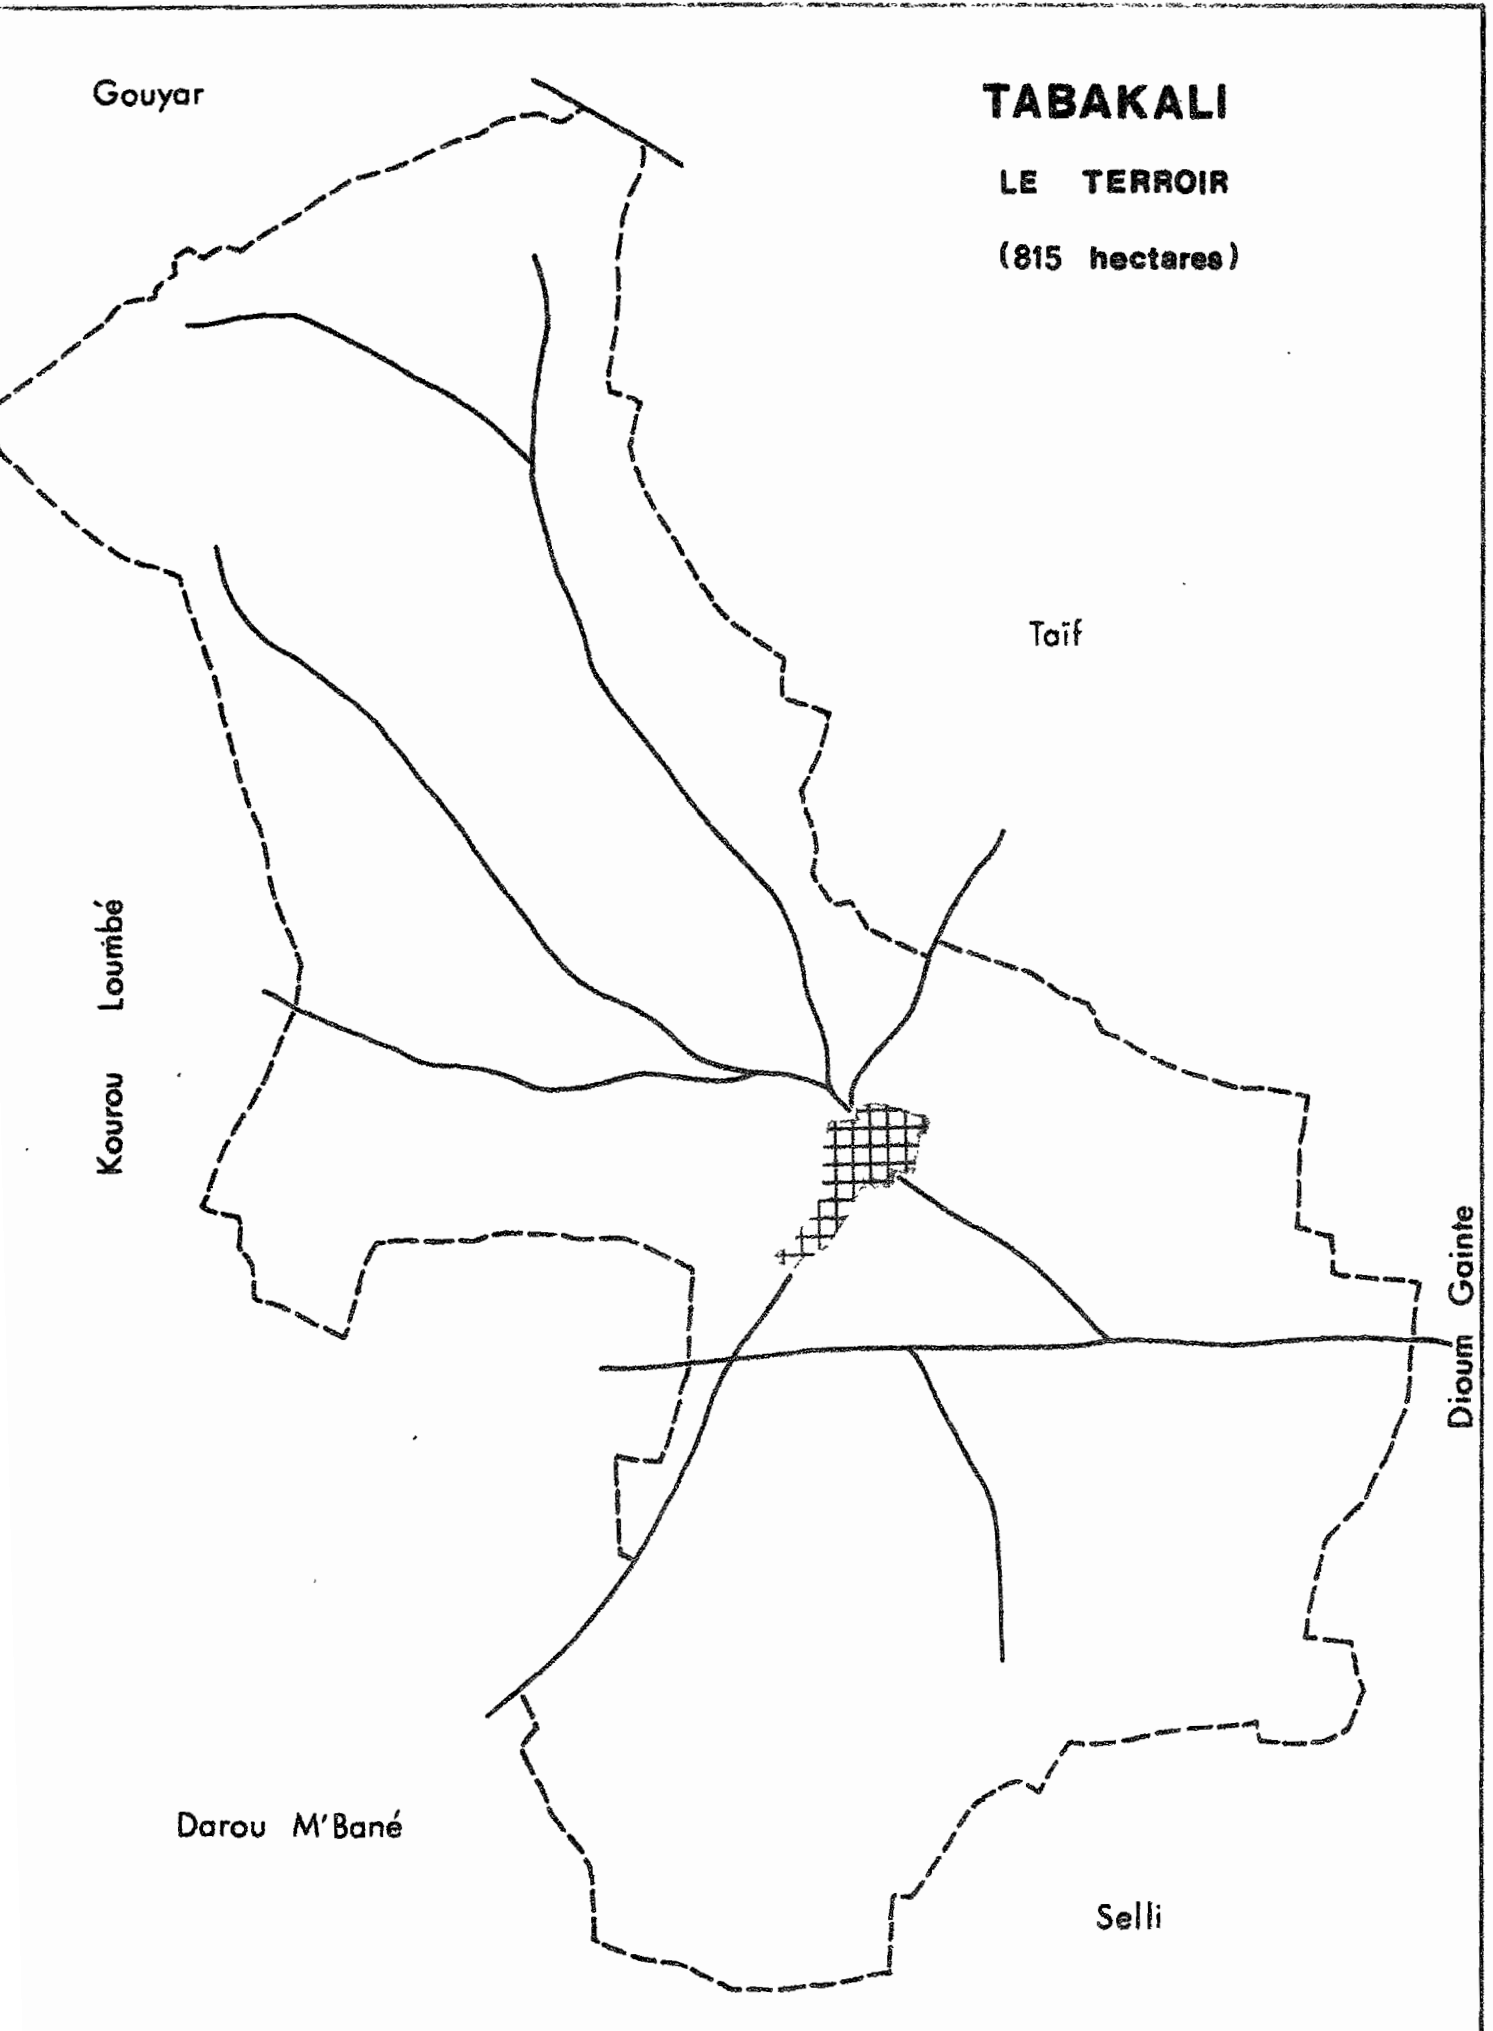 Gouyar
TABAKALI
LE TERROIR
(815 hectares)
Taïf
Kourou Loumbé
Dioum Gainte
Darou M'Bané
Selli